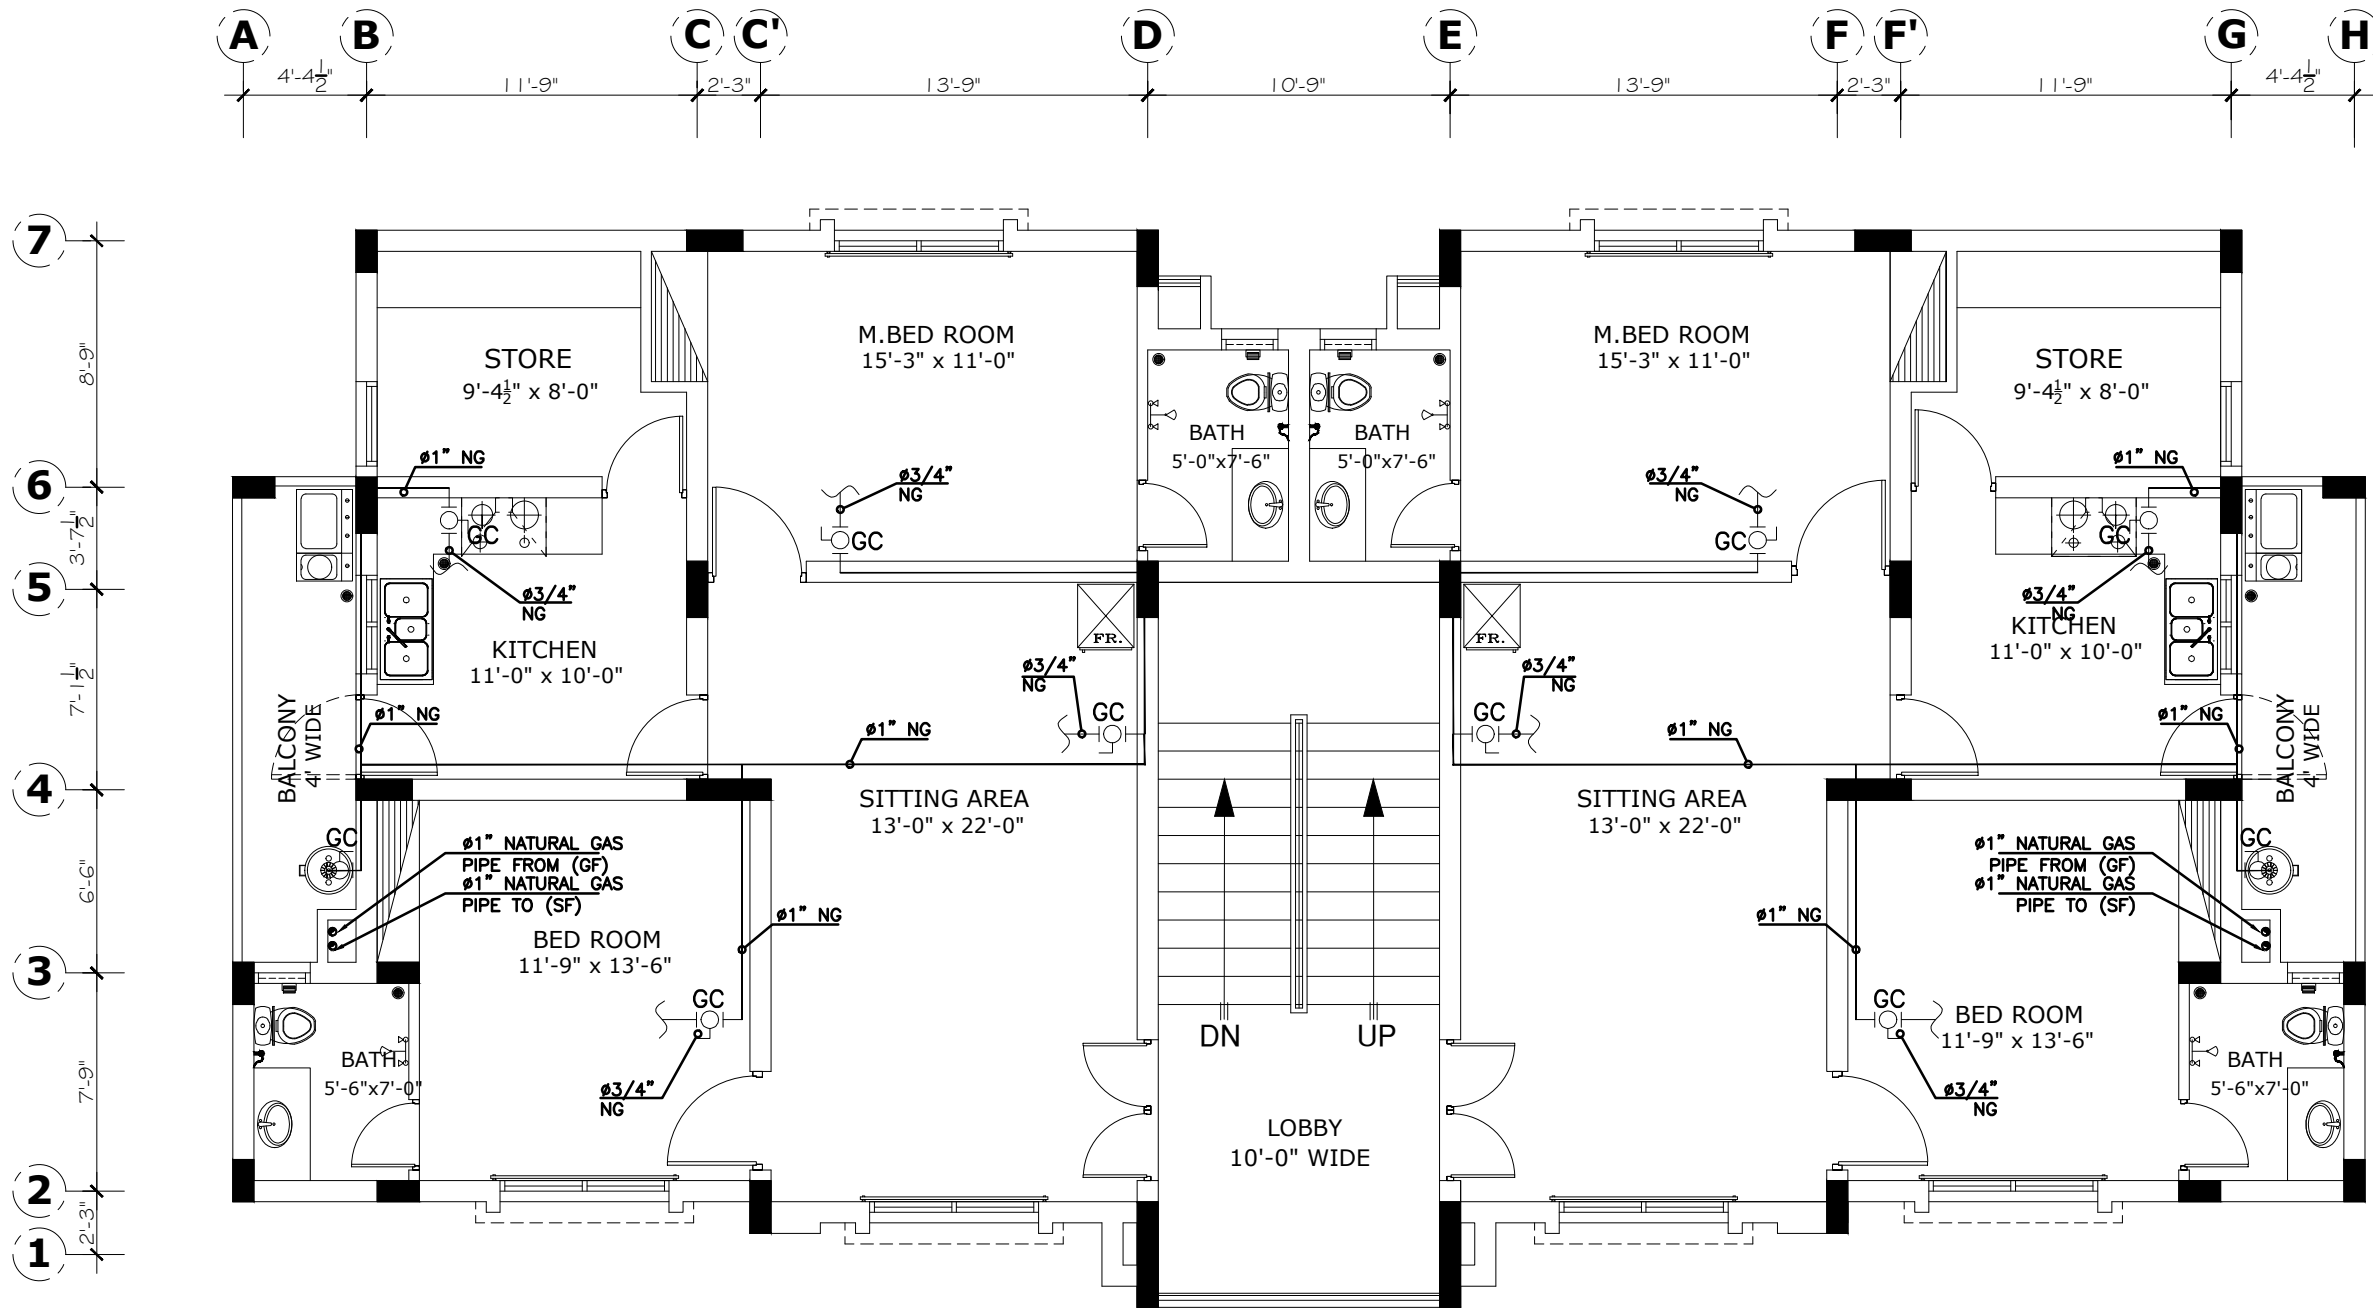 A B C C' D E F F' G H
4'-4½" 11'-9" 2'-3" 13'-9" 10'-9" 13'-9" 2'-3" 11'-9" 4'-4½"
7
8'-9"
6
3'-7½"
5
7'-1½"
4
6'-6"
3
7'-9"
2
2'-3"
1
STORE
9'-4½" x 8'-0"
M.BED ROOM
15'-3" x 11'-0"
BATH
5'-0"x7'-6"
BATH
5'-0"x7'-6"
M.BED ROOM
15'-3" x 11'-0
STORE
9'-4½" x 8'-0"
ø1" NG
ø3/4"
NG
ø3/4"
NG
ø1" NG
GC
GC
GC
GC
ø3/4"
NG
ø3/4"
NG
KITCHEN
11'-0" x 10'-0"
FR.
FR.
KITCHEN
11'-0" x 10'-0"
ø3/4"
NG
ø3/4"
NG
BALCONY
4' WIDE
ø1" NG
GC
GC
ø1" NG
BALCONY
4' WIDE
ø1" NG
ø1" NG
SITTING AREA
13'-0" x 22'-0"
SITTING AREA
13'-0" x 22'-0"
GC
ø1" NATURAL GAS
PIPE FROM (GF)
ø1" NATURAL GAS
PIPE TO (SF)
GC
ø1" NATURAL GAS
PIPE FROM (GF)
ø1" NATURAL GAS
PIPE TO (SF)
ø1" NG
ø1" NG
BED ROOM
11'-9" x 13'-6"
GC
GC
BED ROOM
11'-9" x 13'-6"
DN
UP
BATH
5'-6"x7'-0"
BATH
5'-6"x7'-0"
ø3/4"
NG
ø3/4"
NG
LOBBY
10'-0" WIDE